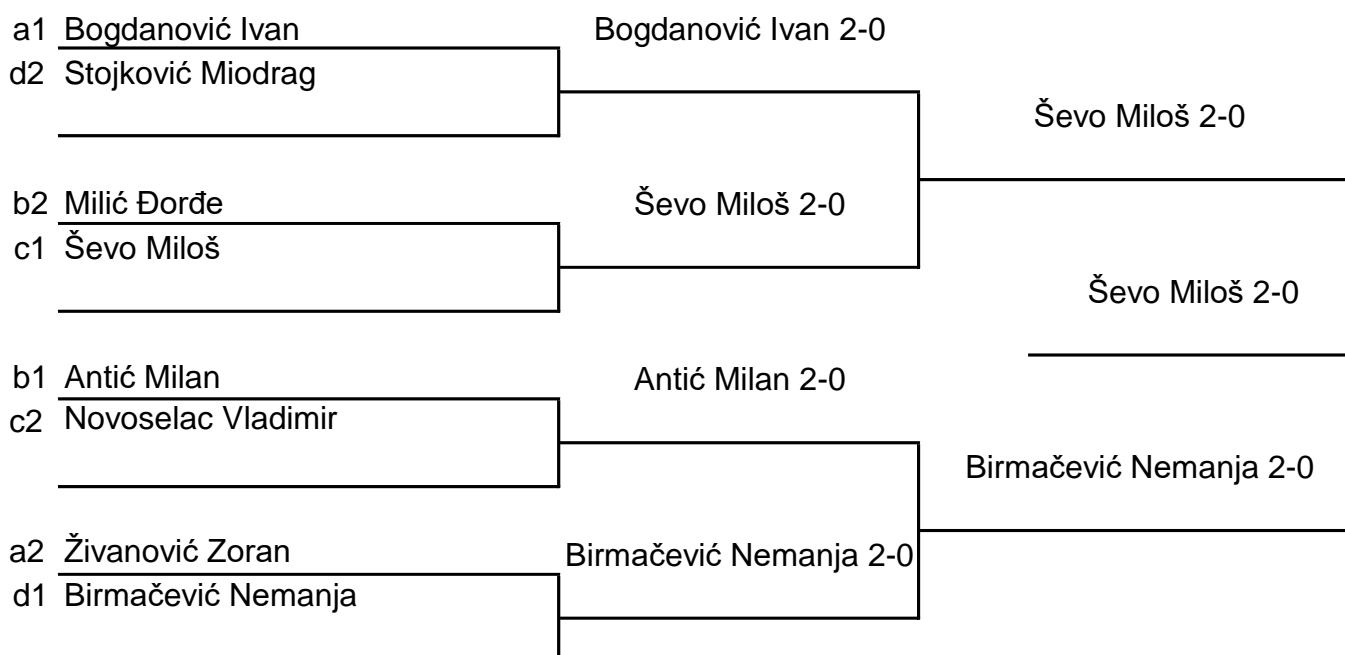 a1 Bogdanović Ivan Bogdanović Ivan 2-0
d2 Stojković Miodrag
Ševo Miloš 2-0
b2 Milić Đorđe Ševo Miloš 2-0
c1 Ševo Miloš
Ševo Miloš 2-0
b1 Antić Milan Antić Milan 2-0
c2 Novoselac Vladimir
Birmačević Nemanja 2-0
a2 Živanović Zoran Birmačević Nemanja 2-0
d1 Birmačević Nemanja